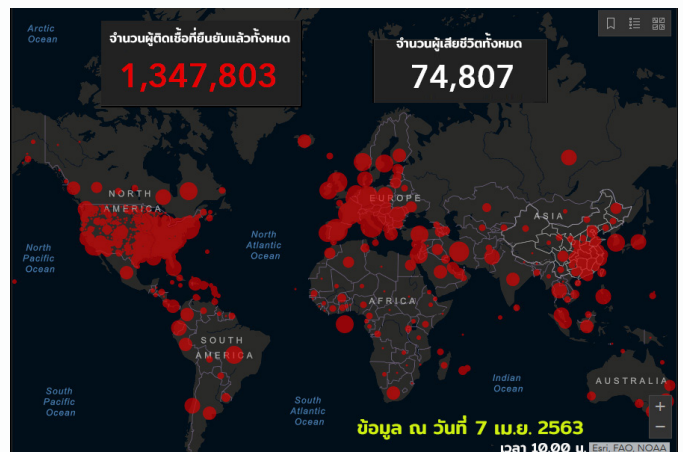 จำนวนผู้ติดเชื้อที่ยืนยันแล้วทั้งหมด
1,347,803
จำนวนผู้เสียชีวิตทั้งหมด
74,807
Arctic
Ocean
NORTH
AMERICA
EUROPE
ASIA
North
Pacific
Ocean
North
Atlantic
Ocean
AFRICA
SOUTH
AMERICA
Indian
Ocean
AUSTRALIA
South
Pacific
Ocean
South
Atlantic
Ocean
+
−
ข้อมูล ณ วันที่ 7 เม.ย. 2563
เวลา 10.00 น.
Esri, FAO, NOAA